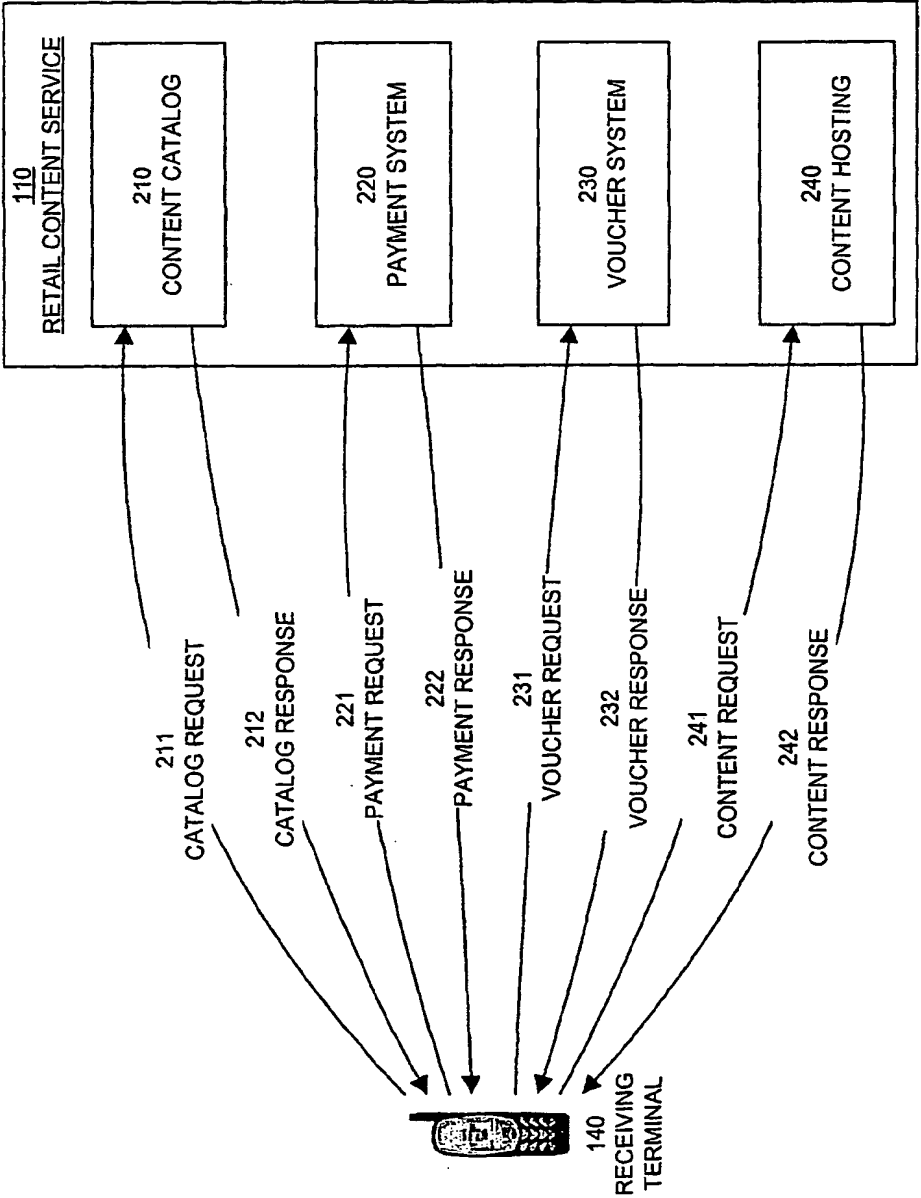 110
RETAIL CONTENT SERVICE
210
CONTENT CATALOG
220
PAYMENT SYSTEM
230
VOUCHER SYSTEM
240
CONTENT HOSTING
211
CATALOG REQUEST
212
CATALOG RESPONSE
221
PAYMENT REQUEST
222
PAYMENT RESPONSE
231
VOUCHER REQUEST
232
VOUCHER RESPONSE
241
CONTENT REQUEST
242
CONTENT RESPONSE
140
RECEIVING
TERMINAL